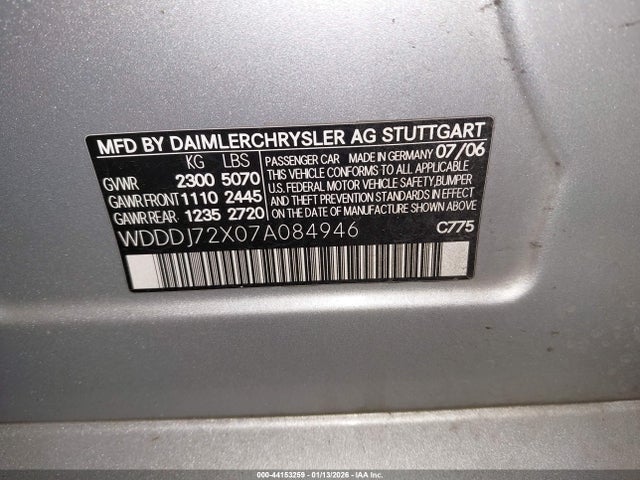 MFD BY DAIMLERCHRYSLER AG STUTTGART
KG LBS
GVWR 2300 5070
GAWR FRONT 1110 2445
GAWR REAR 1235 2720
PASSENGER CAR MADE IN GERMANY 07/06
THIS VEHICLE CONFORMS TO ALL APPLICABLE
U.S. FEDERAL MOTOR VEHICLE SAFETY, BUMPER
AND THEFT PREVENTION STANDARDS IN EFFECT
ON THE DATE OF MANUFACTURE SHOWN ABOVE.
WDDDJ72X07A084946 C775
000-44153259 - 01/13/2026 - IAA Inc.